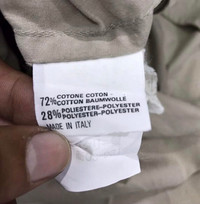 COTONE COTON-
72% COTTON BAUMWOLLE
POLIESTERE-POLYESTER
28% POLYESTER-POLYESTER
MADE IN ITALY